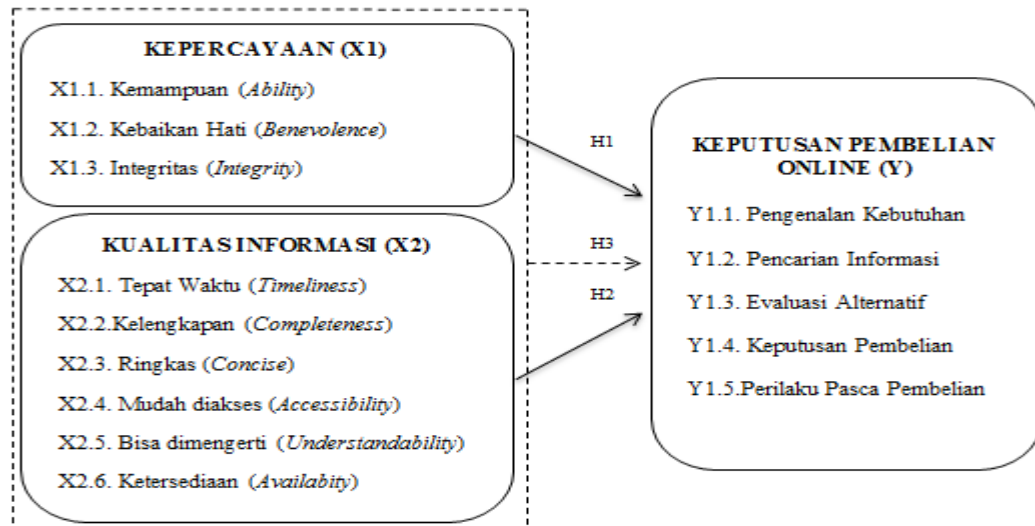 KEPERCAYAAN (X1)
X1.1. Kemampuan (Ability)
X1.2. Kebaikan Hati (Benevolence)
X1.3. Integritas (Integrity)
KUALITAS INFORMASI (X2)
X2.1. Tepat Waktu (Timeliness)
X2.2.Kelengkapan (Completeness)
X2.3. Ringkas (Concise)
X2.4. Mudah diakses (Accessibility)
X2.5. Bisa dimengerti (Understandability)
X2.6. Ketersediaan (Availabity)
H1
H3
H2
KEPUTUSAN PEMBELIAN
ONLINE (Y)
Y1.1. Pengenalan Kebutuhan
Y1.2. Pencarian Informasi
Y1.3. Evaluasi Alternatif
Y1.4. Keputusan Pembelian
Y1.5.Perilaku Pasca Pembelian